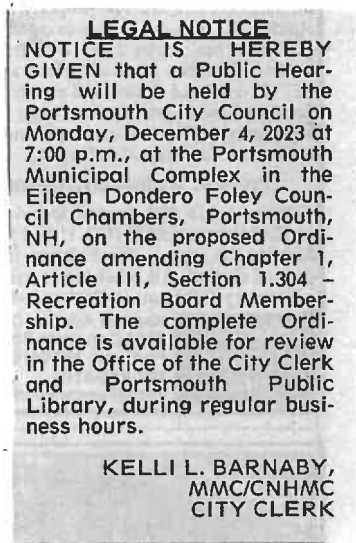 LEGAL NOTICE
NOTICE IS HEREBY
GIVEN that a Public Hear-
ing will be held by the
Portsmouth City Council on
Monday, December 4, 2023 at
7:00 p.m., at the Portsmouth
Municipal Complex in the
Eileen Dondero Foley Coun-
cil Chambers, Portsmouth,
NH, on the proposed Ordi-
nance amending Chapter 1,
Article III, Section 1.304 –
Recreation Board Member-
ship. The complete Ordi-
nance is available for review
in the Office of the City Clerk
and Portsmouth Public
Library, during regular busi-
ness hours.
KELLI L. BARNABY,
MMC/CNHMC
CITY CLERK